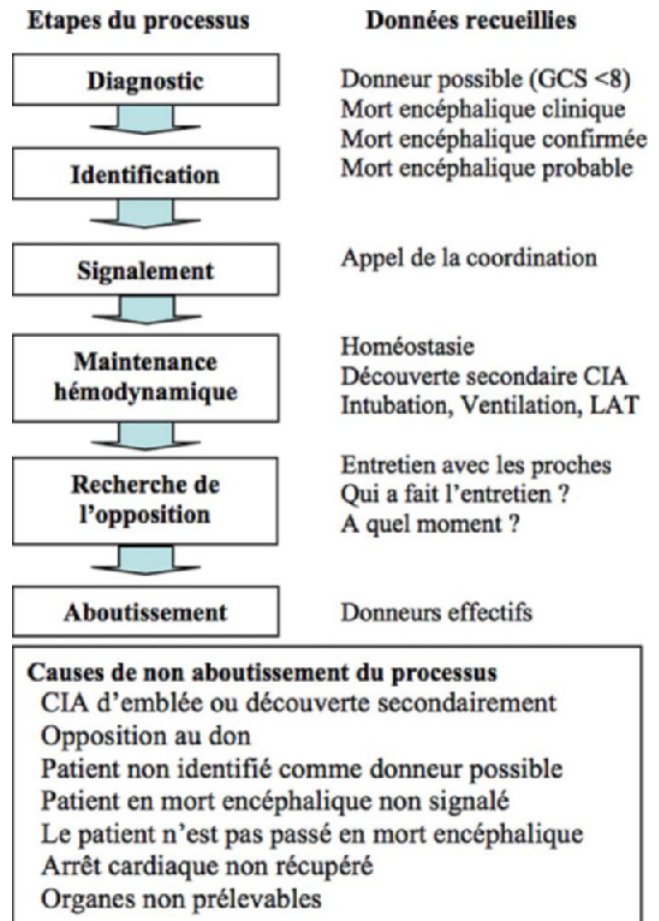 Etapes du processus
Données recueillies
Diagnostic
Donneur possible (GCS <8)
Mort encéphalique clinique
Mort encéphalique confirmée
Mort encéphalique probable
Identification
Signalement
Appel de la coordination
Maintenance
hémodynamique
Homéostasie
Découverte secondaire CIA
Intubation, Ventilation, LAT
Recherche de
l’opposition
Entretien avec les proches
Qui a fait l’entretien ?
A quel moment ?
Aboutissement
Donneurs effectifs
Causes de non aboutissement du processus
CIA d’emblée ou découverte secondairement
Opposition au don
Patient non identifié comme donneur possible
Patient en mort encéphalique non signalé
Le patient n’est pas passé en mort encéphalique
Arrêt cardiaque non récupéré
Organes non prélevables